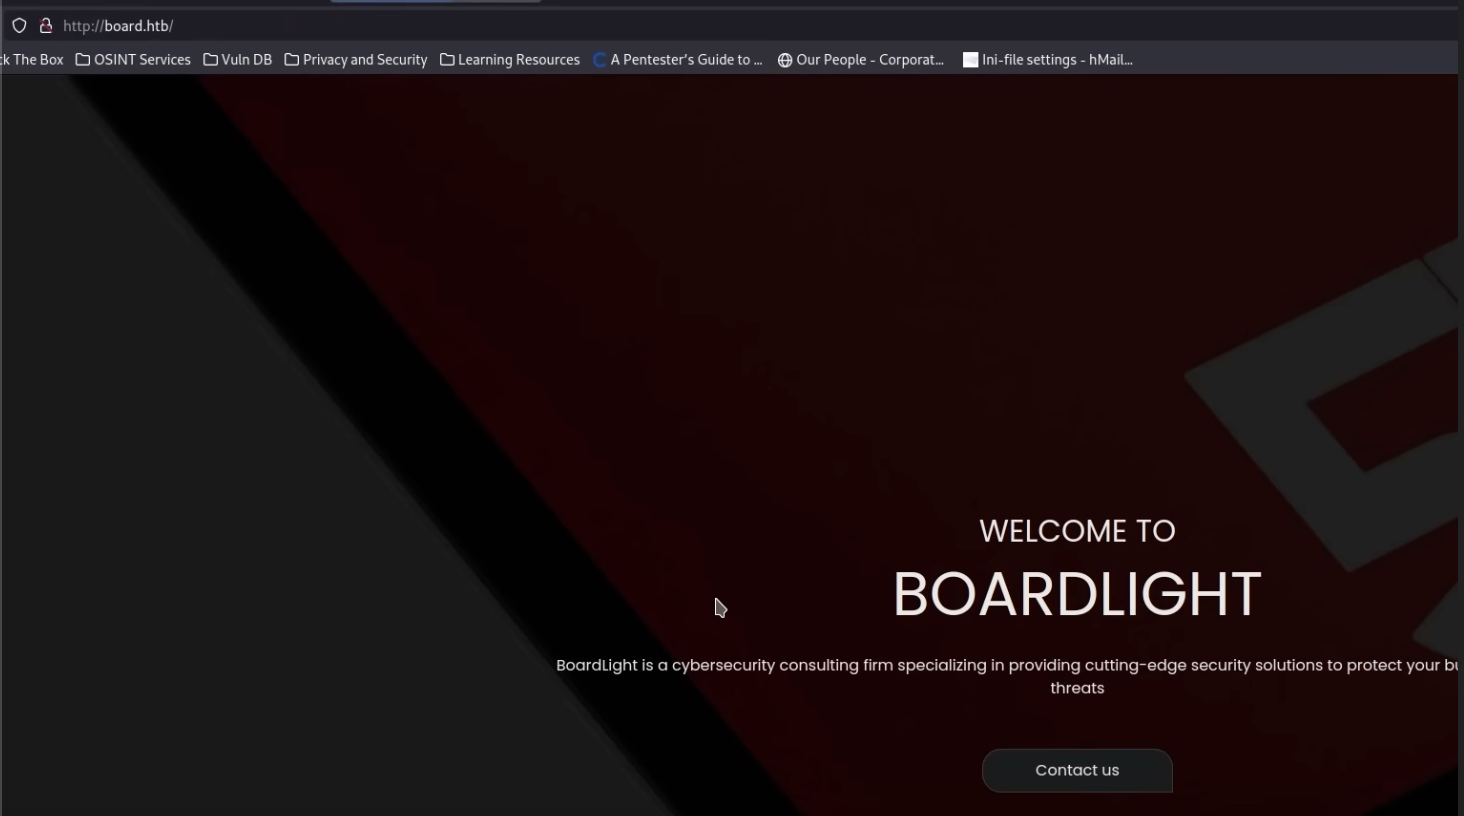 http://board.htb/
ck The Box OSINT Services Vuln DB Privacy and Security Learning Resources A Pentester's Guide to ... Our People - Corporat... Ini-file settings - hMail...
WELCOME TO
BOARDLIGHT
BoardLight is a cybersecurity consulting firm specializing in providing cutting-edge security solutions to protect your bu
threats
Contact us